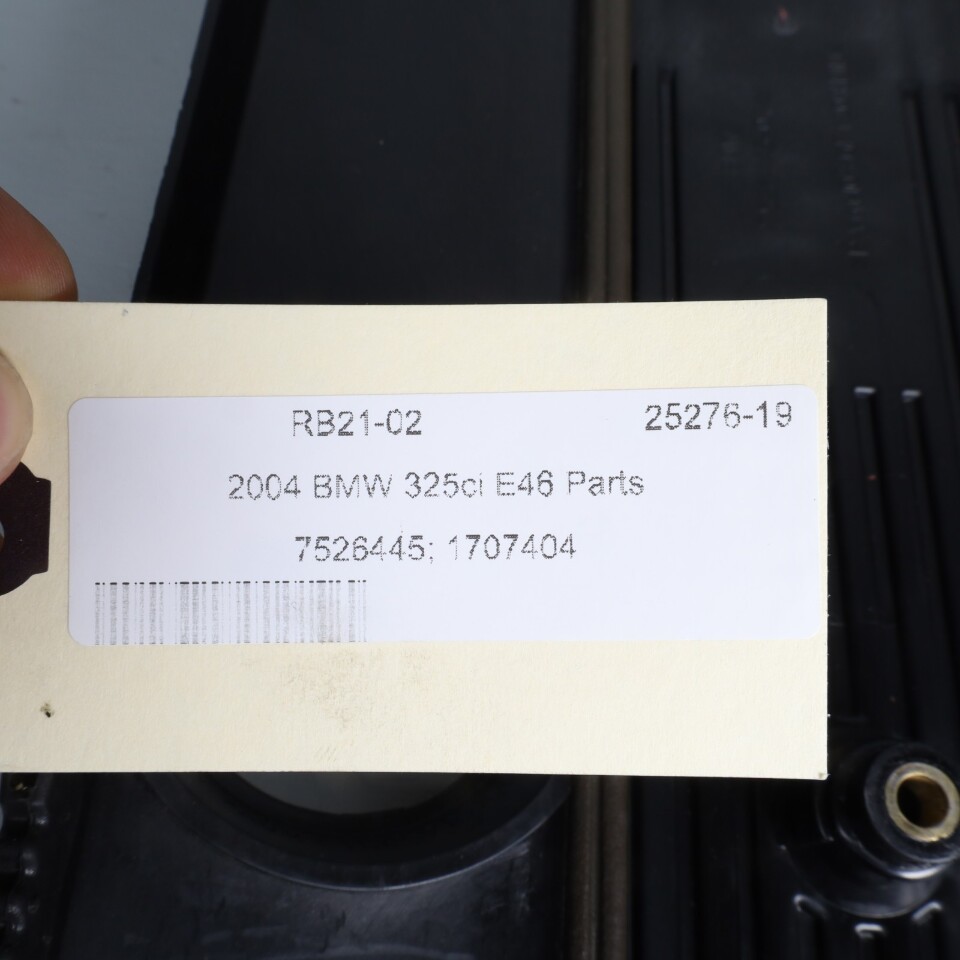 RB21-02 25276-19
2004 BMW 325ci E46 Parts
7526445; 1707404